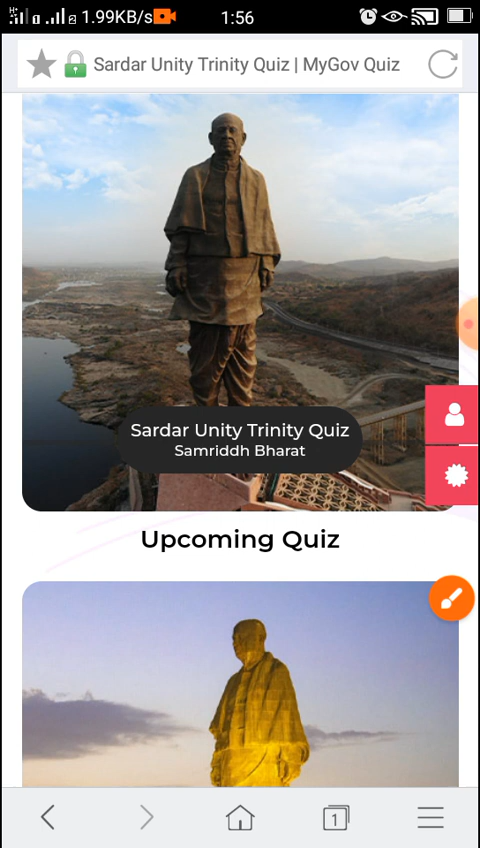 1.99KB/s
1:56
Sardar Unity Trinity Quiz | MyGov Quiz
Sardar Unity Trinity Quiz
Samriddh Bharat
Upcoming Quiz
1